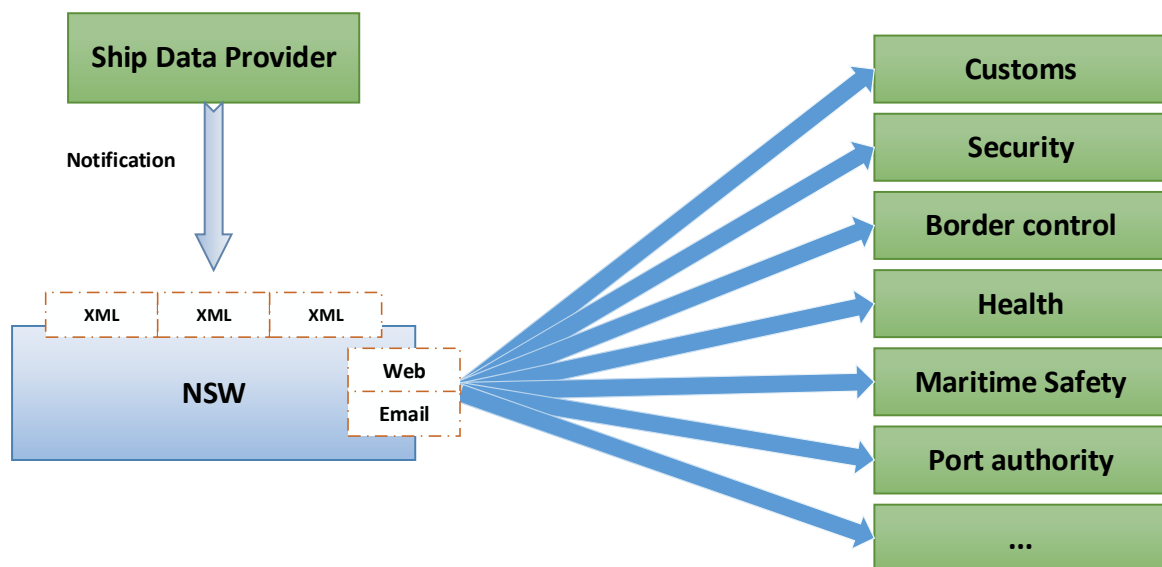 Ship Data Provider
Notification
XML XML XML
NSW
Web
Email
Customs
Security
Border control
Health
Maritime Safety
Port authority
...